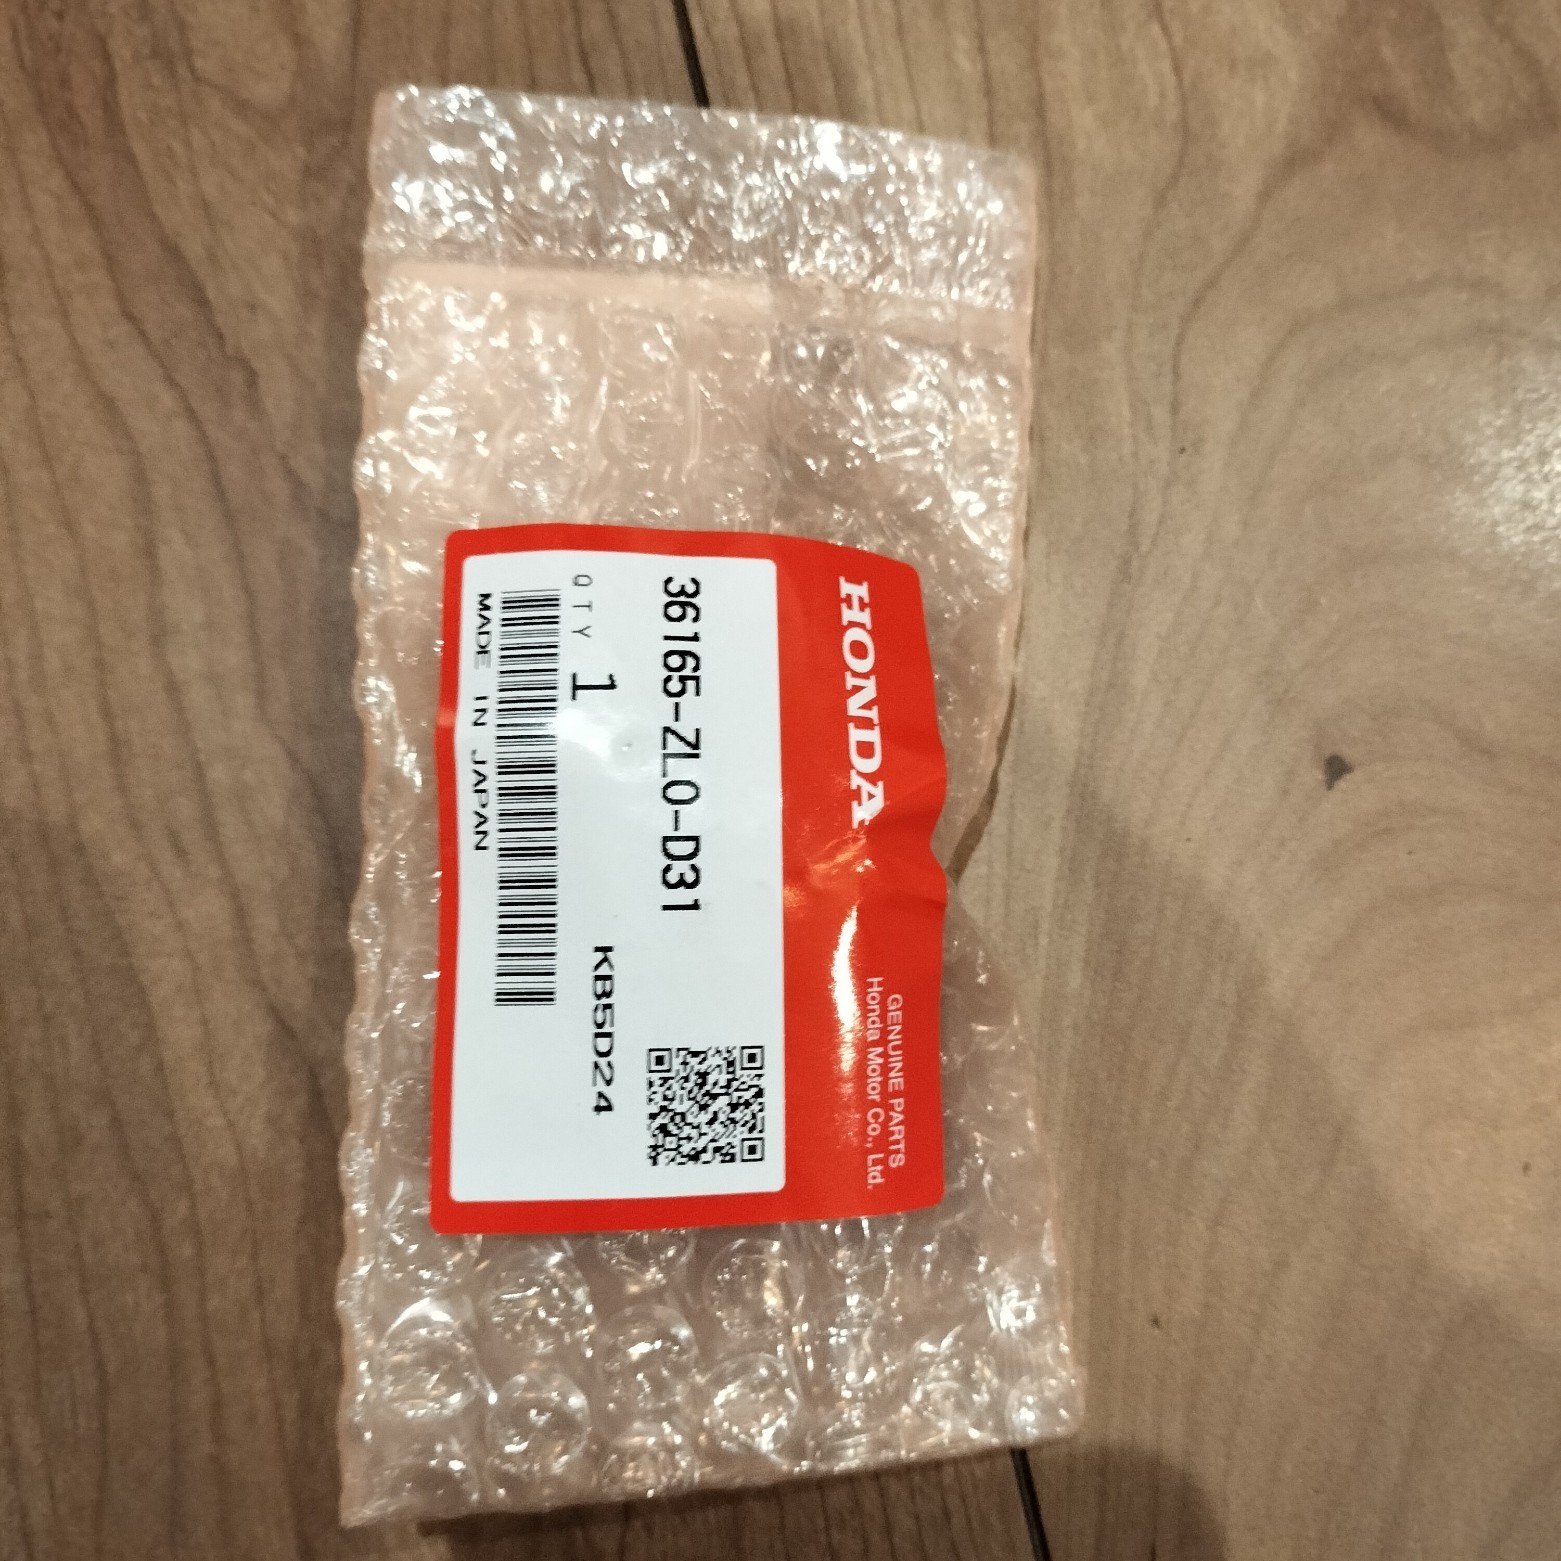 HONDA
GENUINE PARTS
Honda Motor Co., Ltd.
36165-ZL0-D31
QTY 1
KB5D24
MADE IN JAPAN